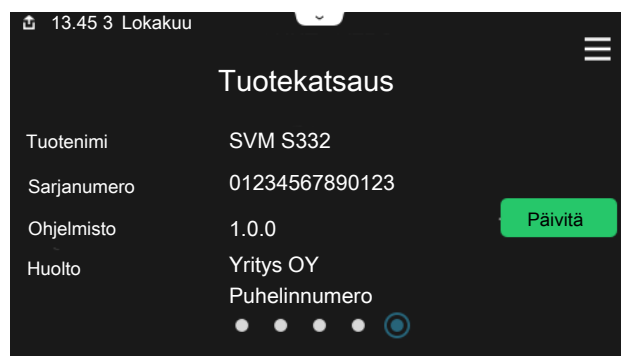 13.45 3 Lokakuu
Tuotekatsaus
Tuotenimi SVM S332
Sarjanumero 01234567890123
Ohjelmisto 1.0.0 Päivitä
Huolto Yritys OY
Puhelinnumero